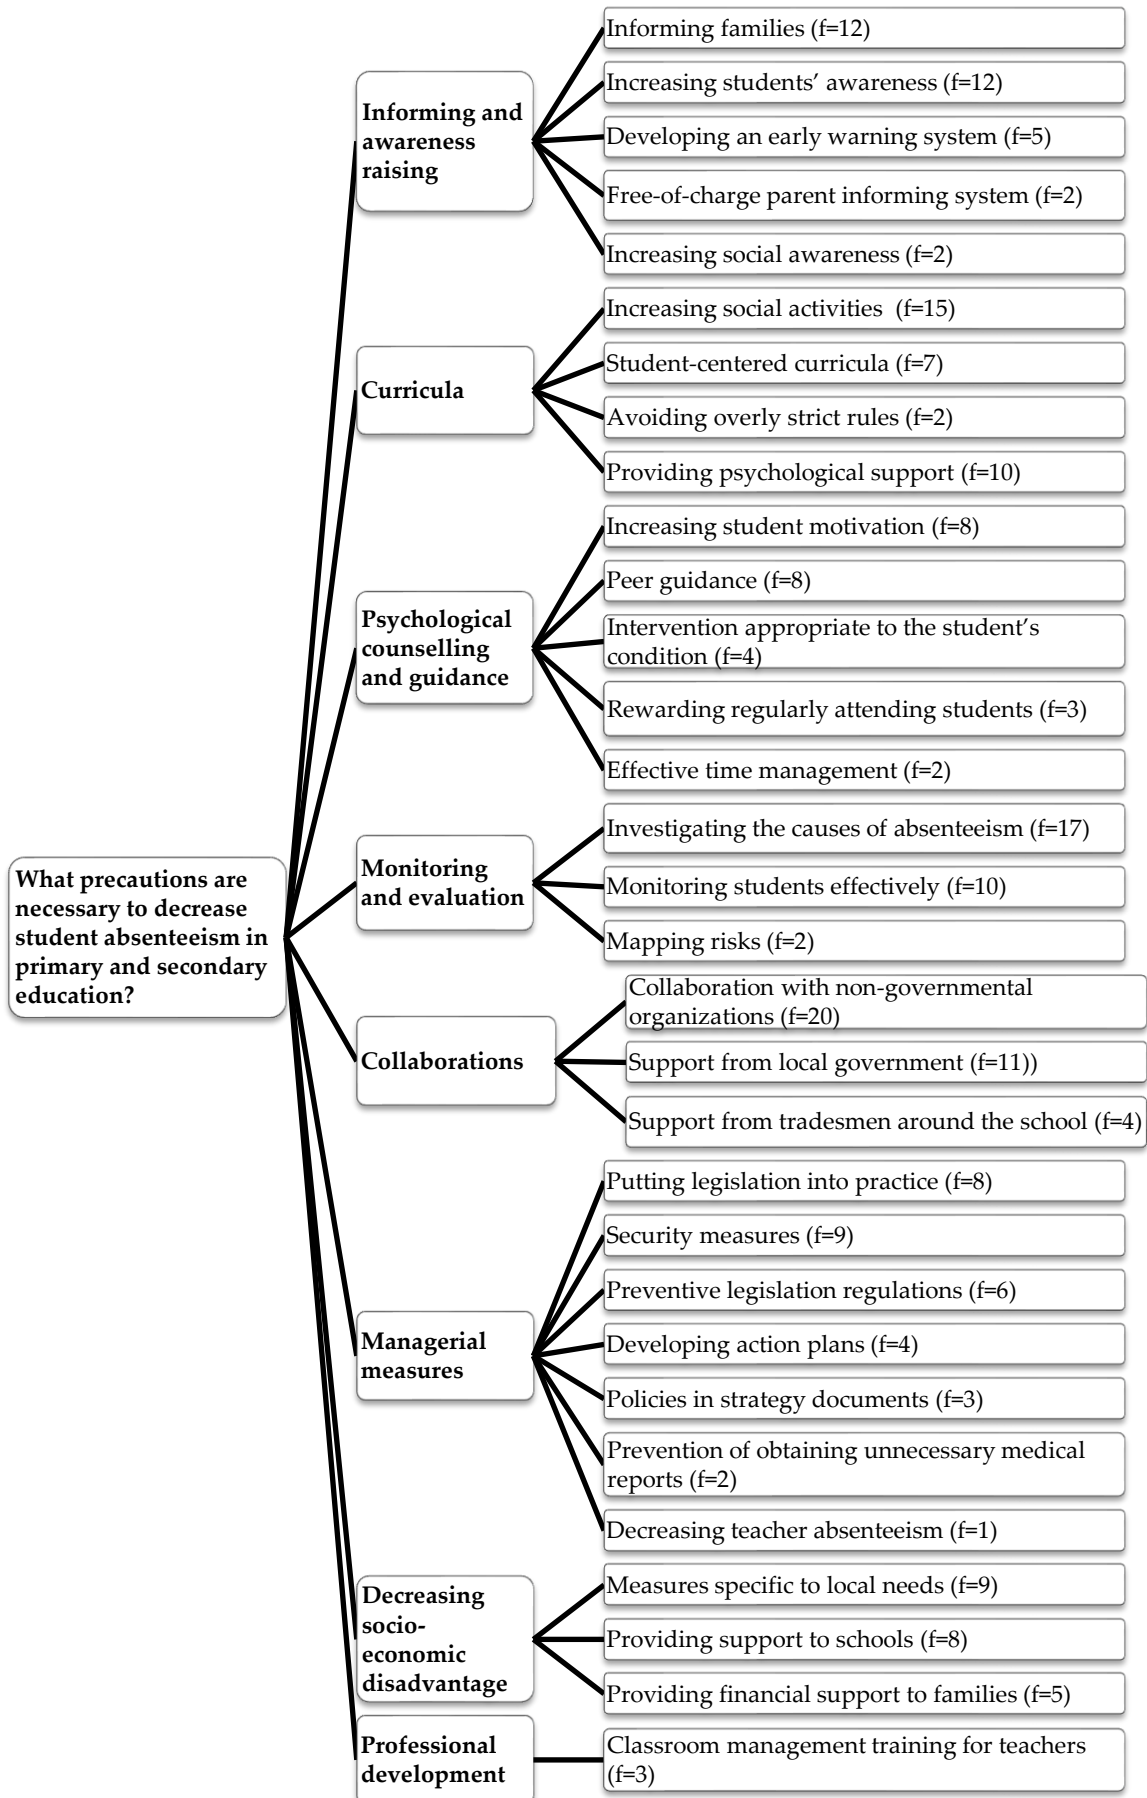 What precautions are
necessary to decrease
student absenteeism in
primary and secondary
education?
Informing and
awareness
raising
Informing families (f=12)
Increasing students’ awareness (f=12)
Developing an early warning system (f=5)
Free-of-charge parent informing system (f=2)
Increasing social awareness (f=2)
Curricula
Increasing social activities  (f=15)
Student-centered curricula (f=7)
Avoiding overly strict rules (f=2)
Providing psychological support (f=10)
Psychological
counselling
and guidance
Increasing student motivation (f=8)
Peer guidance (f=8)
Intervention appropriate to the student’s
condition (f=4)
Rewarding regularly attending students (f=3)
Effective time management (f=2)
Monitoring
and evaluation
Investigating the causes of absenteeism (f=17)
Monitoring students effectively (f=10)
Mapping risks (f=2)
Collaborations
Collaboration with non-governmental
organizations (f=20)
Support from local government (f=11))
Support from tradesmen around the school (f=4)
Managerial
measures
Putting legislation into practice (f=8)
Security measures (f=9)
Preventive legislation regulations (f=6)
Developing action plans (f=4)
Policies in strategy documents (f=3)
Prevention of obtaining unnecessary medical
reports (f=2)
Decreasing teacher absenteeism (f=1)
Decreasing
socio-
economic
disadvantage
Measures specific to local needs (f=9)
Providing support to schools (f=8)
Providing financial support to families (f=5)
Professional
development
Classroom management training for teachers
(f=3)